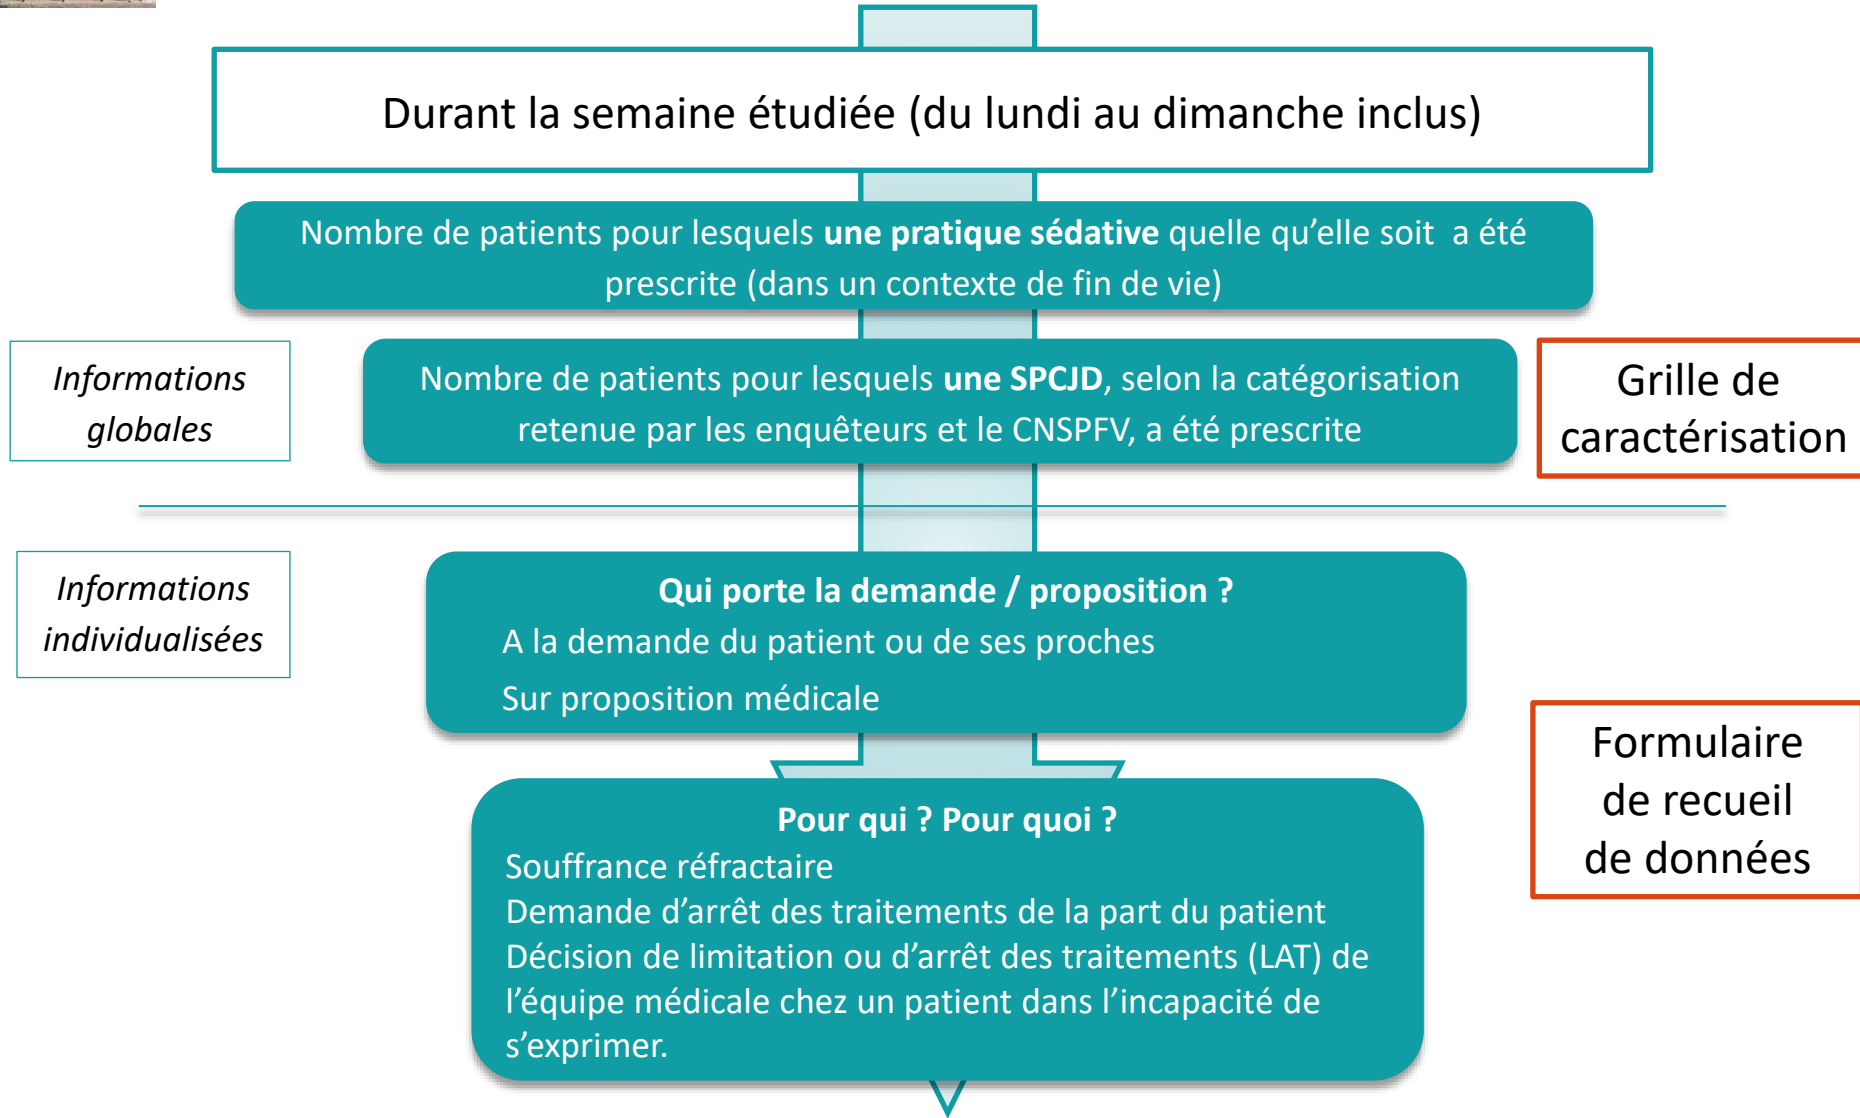 Durant la semaine étudiée (du lundi au dimanche inclus)
Nombre de patients pour lesquels une pratique sédative quelle qu’elle soit a été
prescrite (dans un contexte de fin de vie)
Informations
globales
Nombre de patients pour lesquels une SPCJD, selon la catégorisation
retenue par les enquêteurs et le CNSPFV, a été prescrite
Grille de
caractérisation
Informations
individualisées
Qui porte la demande / proposition ?
A la demande du patient ou de ses proches
Sur proposition médicale
Formulaire
de recueil
de données
Pour qui ? Pour quoi ?
Souffrance réfractaire
Demande d’arrêt des traitements de la part du patient
Décision de limitation ou d’arrêt des traitements (LAT) de
l’équipe médicale chez un patient dans l’incapacité de
s’exprimer.